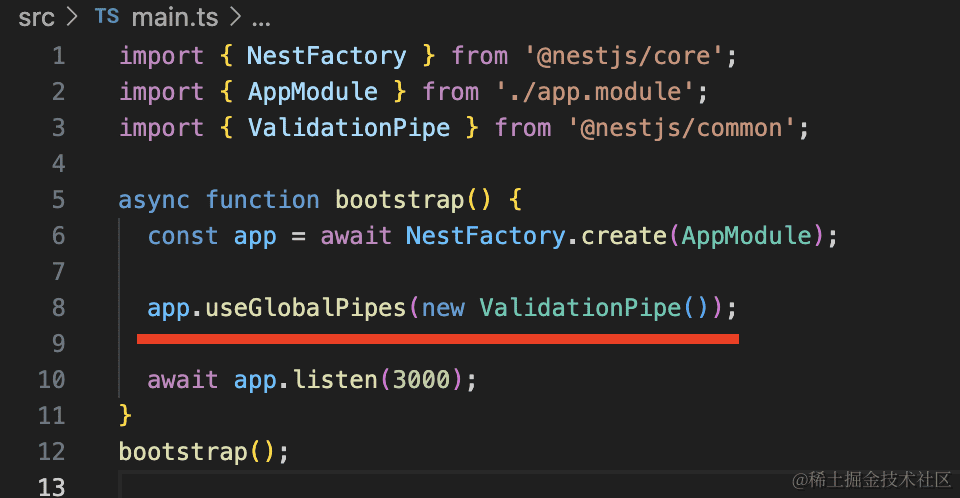 src > TS main.ts > ...
1 import { NestFactory } from '@nestjs/core';
2 import { AppModule } from './app.module';
3 import { ValidationPipe } from '@nestjs/common';
4
5 async function bootstrap() {
6   const app = await NestFactory.create(AppModule);
7
8   app.useGlobalPipes(new ValidationPipe());
9
10   await app.listen(3000);
11 }
12 bootstrap();
13
@稀土掘金技术社区